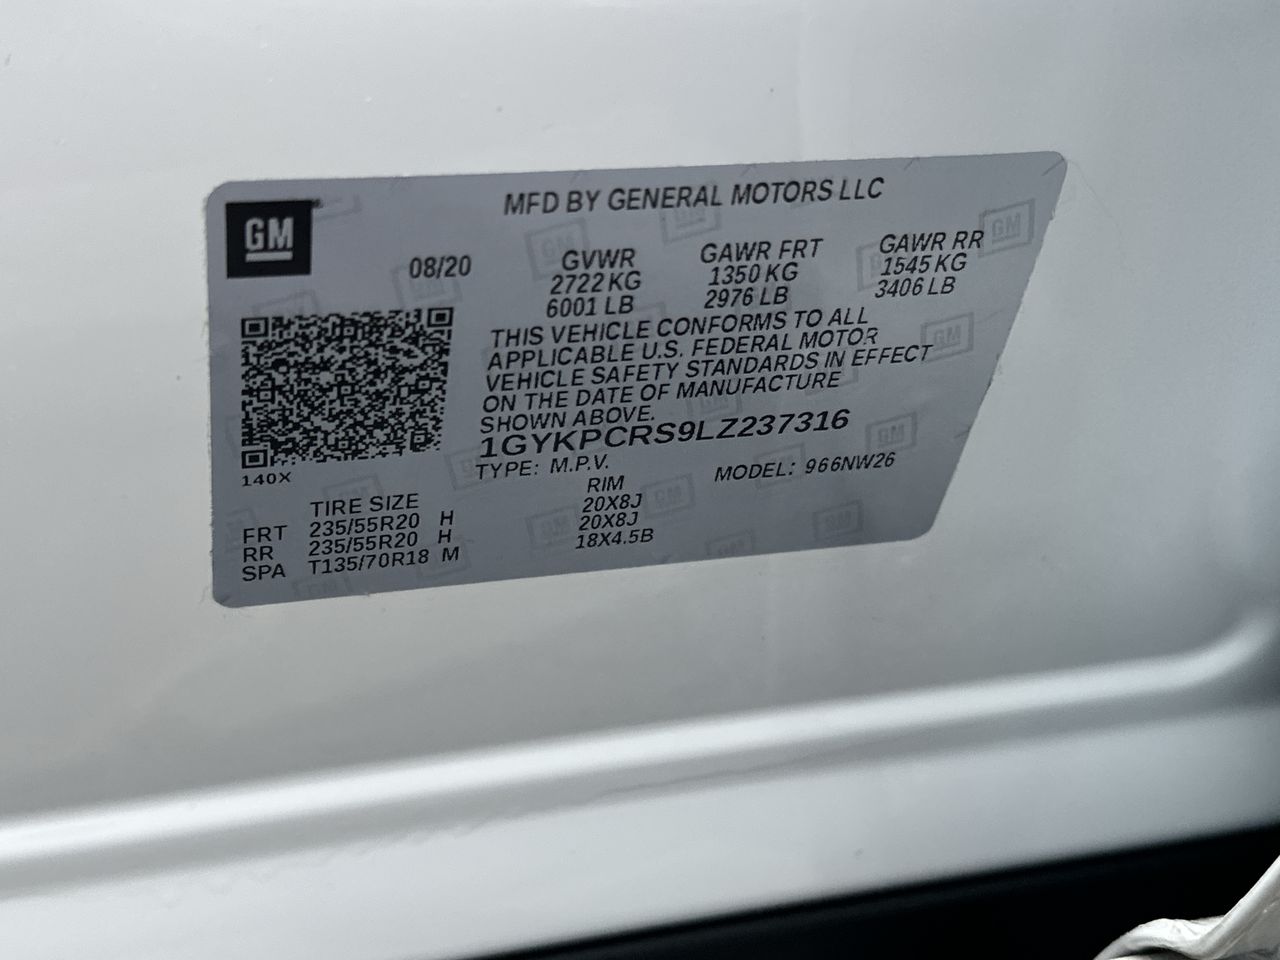 MFD BY GENERAL MOTORS LLC
GM
08/20
GVWR GAWR FRT GAWR RR
2722 KG 1350 KG 1545 KG
6001 LB 2976 LB 3406 LB
THIS VEHICLE CONFORMS TO ALL
APPLICABLE U.S. FEDERAL MOTOR
VEHICLE SAFETY STANDARDS IN EFFECT
ON THE DATE OF MANUFACTURE
SHOWN ABOVE.
1GYKPCRS9LZ237316
TYPE: M.P.V. MODEL: 966NW26
140X
TIRE SIZE RIM
FRT 235/55R20 H 20X8J
RR 235/55R20 H 20X8J
SPA T135/70R18 M 18X4.5B